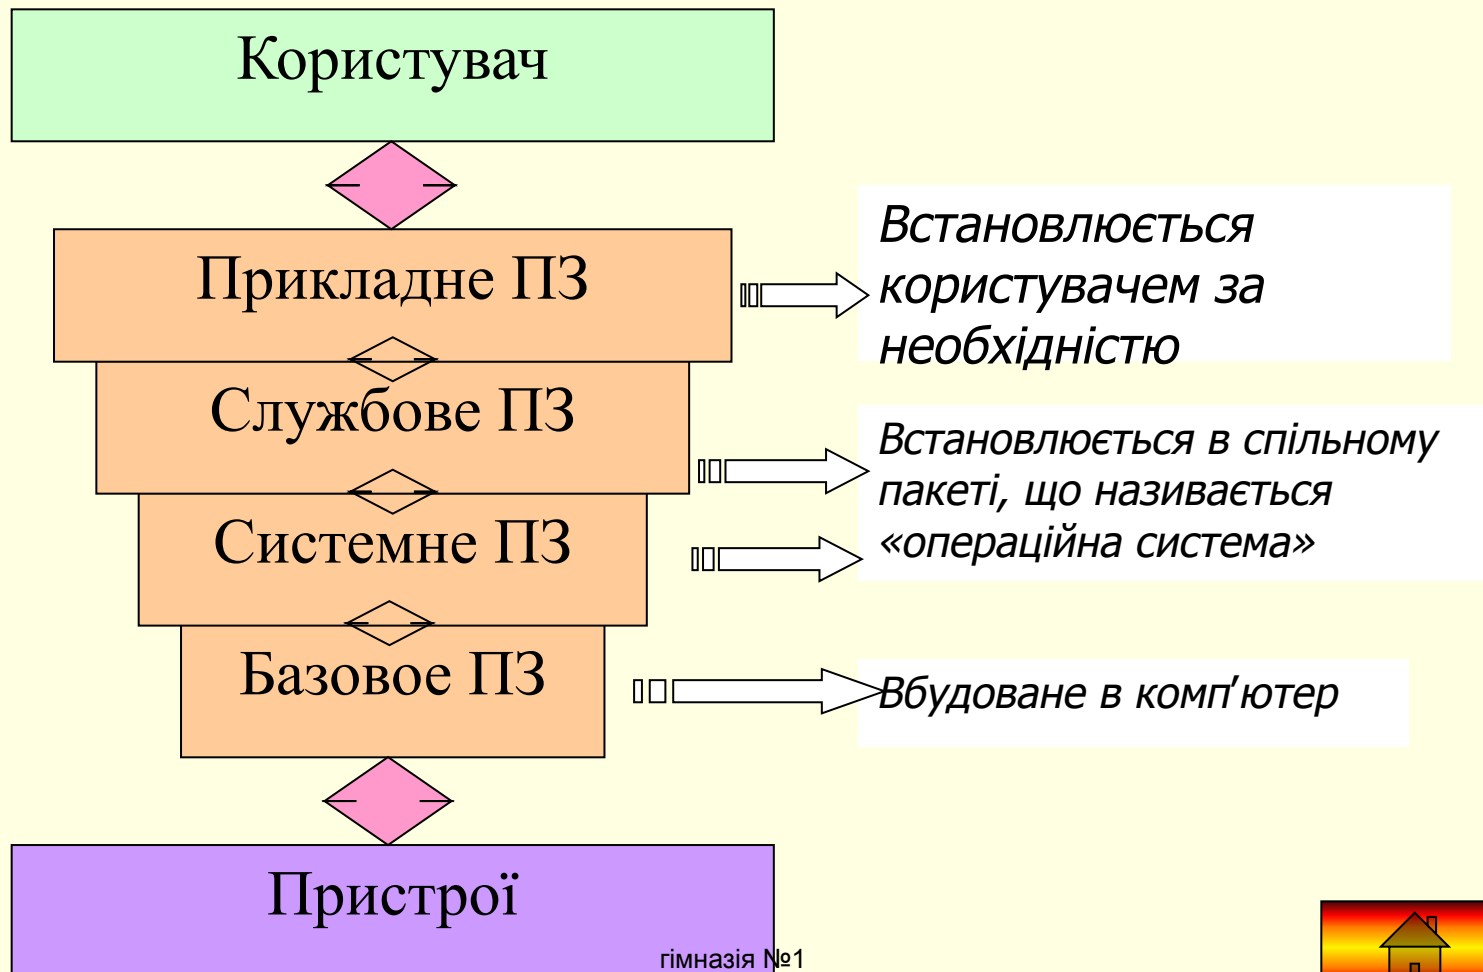 Користувач
Прикладне ПЗ
Встановлюється
користувачем за
необхідністю
Службове ПЗ
Встановлюється в спільному
пакеті, що називається
«операційна система»
Системне ПЗ
Базовое ПЗ
Вбудоване в комп'ютер
Пристрої
гімназія №1